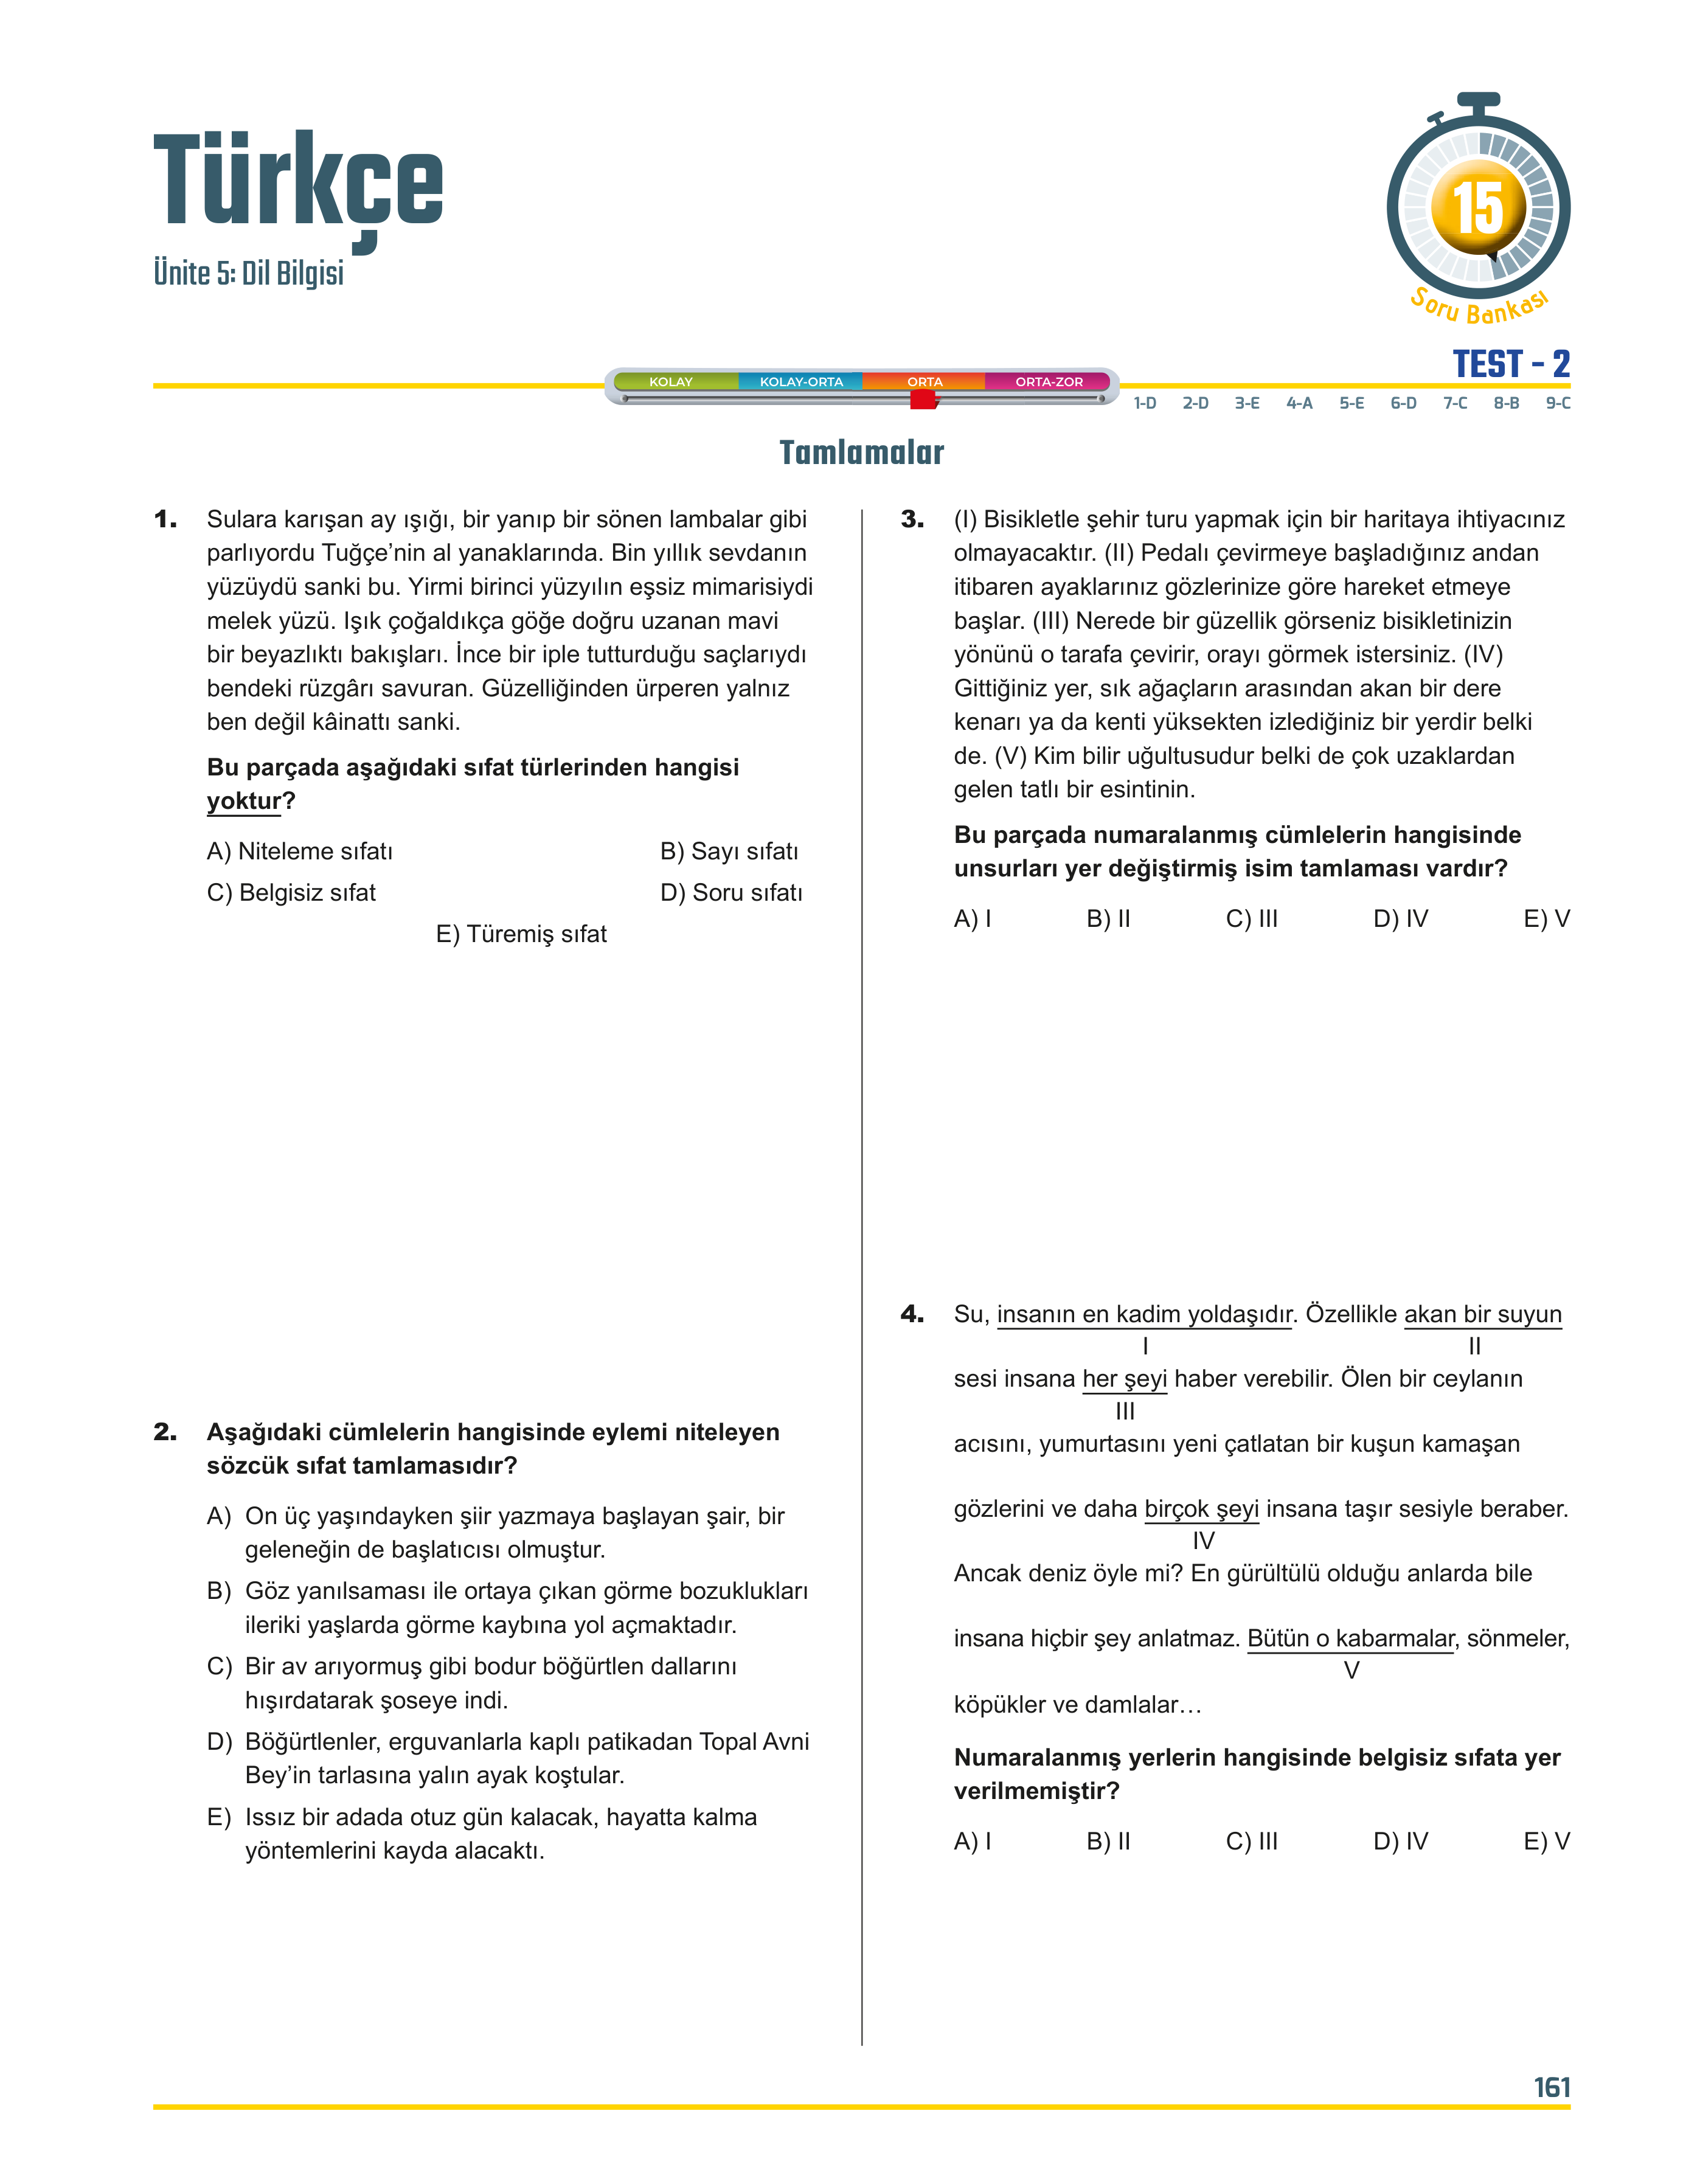 Türkçe
Ünite 5: Dil Bilgisi
15
Soru Bankası
TEST - 2
KOLAY KOLAY-ORTA ORTA ORTA-ZOR
1-D 2-D 3-E 4-A 5-E 6-D 7-C 8-B 9-C
Tamlamalar
1. Sulara karışan ay ışığı, bir yanıp bir sönen lambalar gibi
parlıyordu Tuğçe’nin al yanaklarında. Bin yıllık sevdanın
yüzüydü sanki bu. Yirmi birinci yüzyılın eşsiz mimarisiydi
melek yüzü. Işık çoğaldıkça göğe doğru uzanan mavi
bir beyazlıktı bakışları. İnce bir iple tutturduğu saçlarıydı
bendeki rüzgârı savuran. Güzelliğinden ürperen yalnız
ben değil kâinattı sanki.
Bu parçada aşağıdaki sıfat türlerinden hangisi
yoktur?
A) Niteleme sıfatı B) Sayı sıfatı
C) Belgisiz sıfat D) Soru sıfatı
E) Türemiş sıfat
2. Aşağıdaki cümlelerin hangisinde eylemi niteleyen
sözcük sıfat tamlamasıdır?
A) On üç yaşındayken şiir yazmaya başlayan şair, bir
geleneğin de başlatıcısı olmuştur.
B) Göz yanılsaması ile ortaya çıkan görme bozuklukları
ileriki yaşlarda görme kaybına yol açmaktadır.
C) Bir av arıyormuş gibi bodur böğürtlen dallarını
hışırdatarak şoseye indi.
D) Böğürtlenler, erguvanlarla kaplı patikadan Topal Avni
Bey’in tarlasına yalın ayak koştular.
E) Issız bir adada otuz gün kalacak, hayatta kalma
yöntemlerini kayda alacaktı.
3. (I) Bisikletle şehir turu yapmak için bir haritaya ihtiyacınız
olmayacaktır. (II) Pedalı çevirmeye başladığınız andan
itibaren ayaklarınız gözlerinize göre hareket etmeye
başlar. (III) Nerede bir güzellik görseniz bisikletinizin
yönünü o tarafa çevirir, orayı görmek istersiniz. (IV)
Gittiğiniz yer, sık ağaçların arasından akan bir dere
kenarı ya da kenti yüksekten izlediğiniz bir yerdir belki
de. (V) Kim bilir uğultusudur belki de çok uzaklardan
gelen tatlı bir esintinin.
Bu parçada numaralanmış cümlelerin hangisinde
unsurları yer değiştirmiş isim tamlaması vardır?
A) I B) II C) III D) IV E) V
4. Su, insanın en kadim yoldaşıdır. Özellikle akan bir suyun
I II
sesi insana her şeyi haber verebilir. Ölen bir ceylanın
III
acısını, yumurtasını yeni çatlatan bir kuşun kamaşan
gözlerini ve daha birçok şeyi insana taşır sesiyle beraber.
IV
Ancak deniz öyle mi? En gürültülü olduğu anlarda bile
insana hiçbir şey anlatmaz. Bütün o kabarmalar, sönmeler,
V
köpükler ve damlalar…
Numaralanmış yerlerin hangisinde belgisiz sıfata yer
verilmemiştir?
A) I B) II C) III D) IV E) V
161